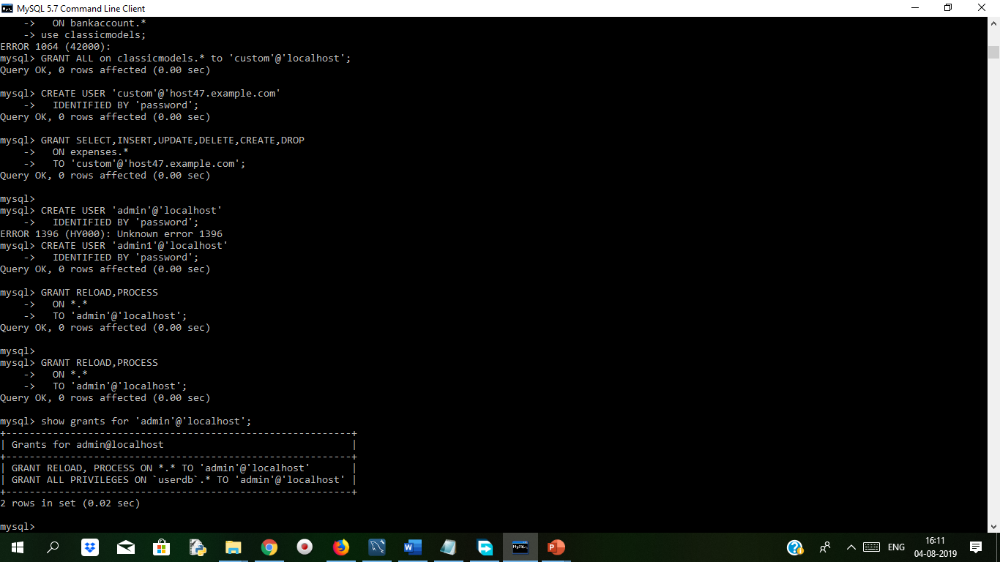 MySQL 5.7 Command Line Client
    ->   ON bankaccount.*
    -> use classicmodels;
ERROR 1064 (42000):
mysql> GRANT ALL on classicmodels.* to 'custom'@'localhost';
Query OK, 0 rows affected (0.00 sec)
mysql> CREATE USER 'custom'@'host47.example.com'
    ->   IDENTIFIED BY 'password';
Query OK, 0 rows affected (0.00 sec)
mysql> GRANT SELECT,INSERT,UPDATE,DELETE,CREATE,DROP
    ->   ON expenses.*
    ->   TO 'custom'@'host47.example.com';
Query OK, 0 rows affected (0.00 sec)
mysql>
mysql> CREATE USER 'admin'@'localhost'
    ->   IDENTIFIED BY 'password';
ERROR 1396 (HY000): Unknown error 1396
mysql> CREATE USER 'admin1'@'localhost'
    ->   IDENTIFIED BY 'password';
Query OK, 0 rows affected (0.00 sec)
mysql> GRANT RELOAD,PROCESS
    ->   ON *.*
    ->   TO 'admin'@'localhost';
Query OK, 0 rows affected (0.00 sec)
mysql>
mysql> GRANT RELOAD,PROCESS
    ->   ON *.*
    ->   TO 'admin'@'localhost';
Query OK, 0 rows affected (0.00 sec)
mysql> show grants for 'admin'@'localhost';
+-----------------------------------------------------------+
| Grants for admin@localhost                                |
+-----------------------------------------------------------+
| GRANT RELOAD, PROCESS ON *.* TO 'admin'@'localhost'       |
| GRANT ALL PRIVILEGES ON `userdb`.* TO 'admin'@'localhost' |
+-----------------------------------------------------------+
2 rows in set (0.02 sec)
mysql>
ENG
16:11
04-08-2019